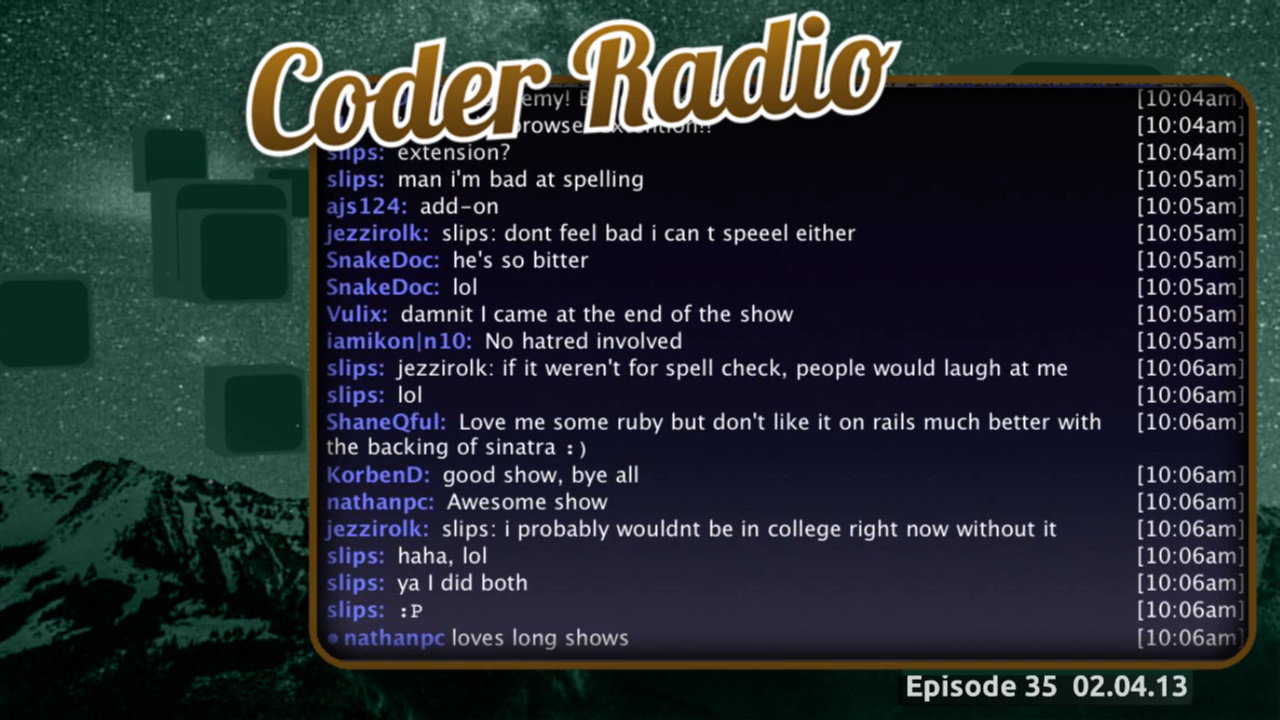 Coder Radio
emy! B [10:04am]
browse extention!! [10:04am]
slips: extension? [10:04am]
slips: man i'm bad at spelling [10:05am]
ajs124: add-on [10:05am]
jezzirolk: slips: dont feel bad i can t speeel either [10:05am]
SnakeDoc: he's so bitter [10:05am]
SnakeDoc: lol [10:05am]
Vulix: damnit I came at the end of the show [10:05am]
iamikon|n10: No hatred involved [10:05am]
slips: jezzirolk: if it weren't for spell check, people would laugh at me [10:06am]
slips: lol [10:06am]
ShaneQful: Love me some ruby but don't like it on rails much better with [10:06am]
the backing of sinatra :)
KorbenD: good show, bye all [10:06am]
nathanpc: Awesome show [10:06am]
jezzirolk: slips: i probably wouldnt be in college right now without it [10:06am]
slips: haha, lol [10:06am]
slips: ya I did both [10:06am]
slips: :P [10:06am]
• nathanpc loves long shows [10:06am]
Episode 35 02.04.13